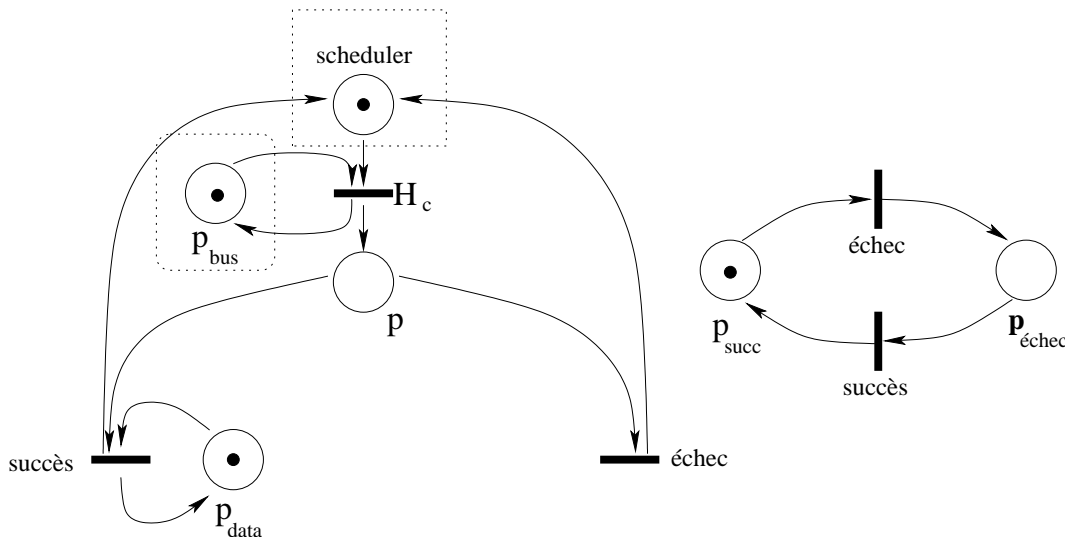 scheduler
H c
p bus
p
échec
p succ
p échec
succès
succès
échec
p data